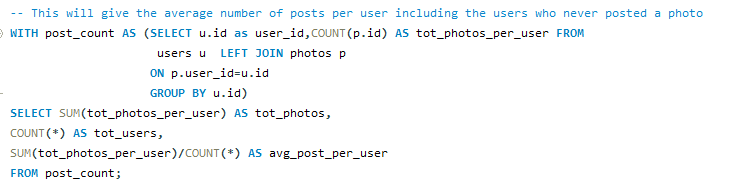 -- This will give the average number of posts per user including the users who never posted a photo
WITH post_count AS (SELECT u.id as user_id,COUNT(p.id) AS tot_photos_per_user FROM
users u  LEFT JOIN photos p
ON p.user_id=u.id
GROUP BY u.id)
SELECT SUM(tot_photos_per_user) AS tot_photos,
COUNT(*) AS tot_users,
SUM(tot_photos_per_user)/COUNT(*) AS avg_post_per_user
FROM post_count;